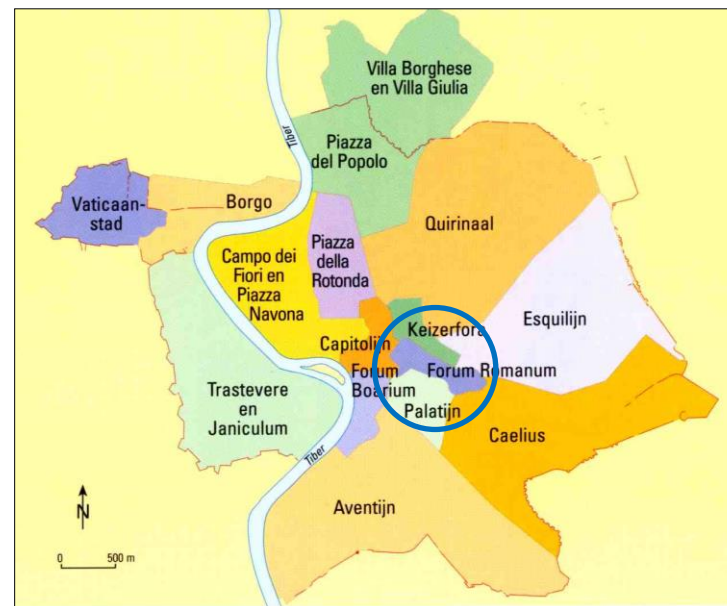 Villa Borghese
en Villa Giulia
Tiber
Piazza
del Popolo
Vaticaan-
stad
Borgo
Quirinaal
Piazza
della
Rotonda
Campo dei
Fiori en
Piazza
Navona
Keizerfora
Esquilijn
Capitolijn
Forum Romanum
Forum
Boarium
Trastevere
en
Janiculum
Palatijn
Caelius
Tiber
Aventijn
N
0 500 m